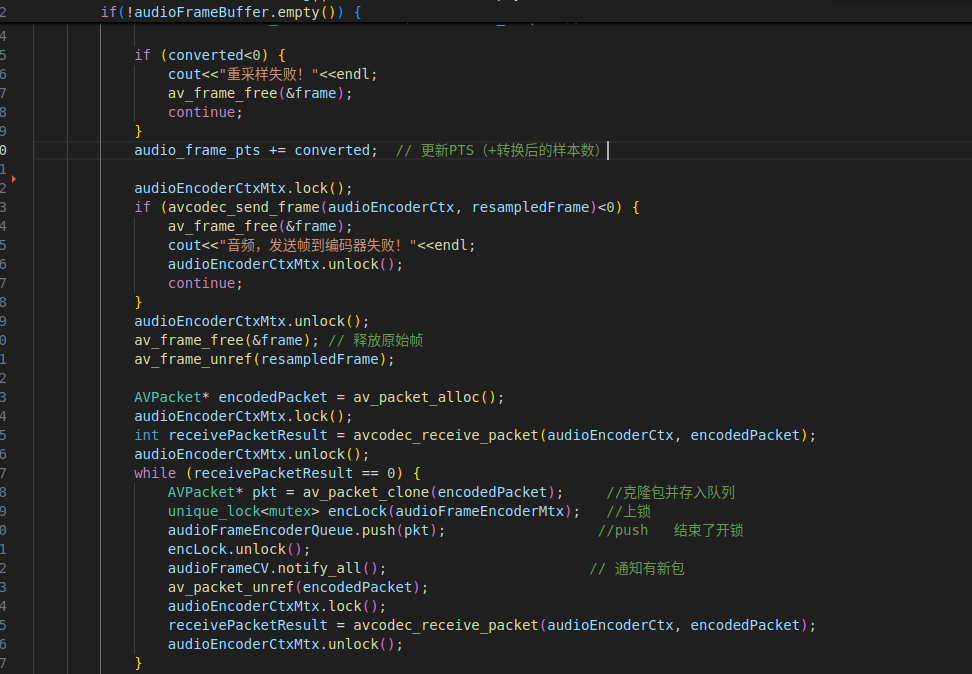 2 if(!audioFrameBuffer.empty()) {
4
5 if (converted<0) {
6 cout<<"重采样失败！"<<endl;
7 av_frame_free(&frame);
8 continue;
9 }
0 audio_frame_pts += converted; // 更新PTS（+转换后的样本数）
1
2 audioEncoderCtxMtx.lock();
3 if (avcodec_send_frame(audioEncoderCtx, resampledFrame)<0) {
4 av_frame_free(&frame);
5 cout<<"音频，发送帧到编码器失败！"<<endl;
6 audioEncoderCtxMtx.unlock();
7 continue;
8 }
9 audioEncoderCtxMtx.unlock();
0 av_frame_free(&frame); // 释放原始帧
1 av_frame_unref(resampledFrame);
2
3 AVPacket* encodedPacket = av_packet_alloc();
4 audioEncoderCtxMtx.lock();
5 int receivePacketResult = avcodec_receive_packet(audioEncoderCtx, encodedPacket);
6 audioEncoderCtxMtx.unlock();
7 while (receivePacketResult == 0) {
8 AVPacket* pkt = av_packet_clone(encodedPacket); //克隆包并存入队列
9 unique_lock<mutex> encLock(audioFrameEncoderMtx); //上锁
0 audioFrameEncoderQueue.push(pkt); //push 结束了开锁
1 encLock.unlock();
2 audioFrameCV.notify_all(); // 通知有新包
3 av_packet_unref(encodedPacket);
4 audioEncoderCtxMtx.lock();
5 receivePacketResult = avcodec_receive_packet(audioEncoderCtx, encodedPacket);
6 audioEncoderCtxMtx.unlock();
7 }